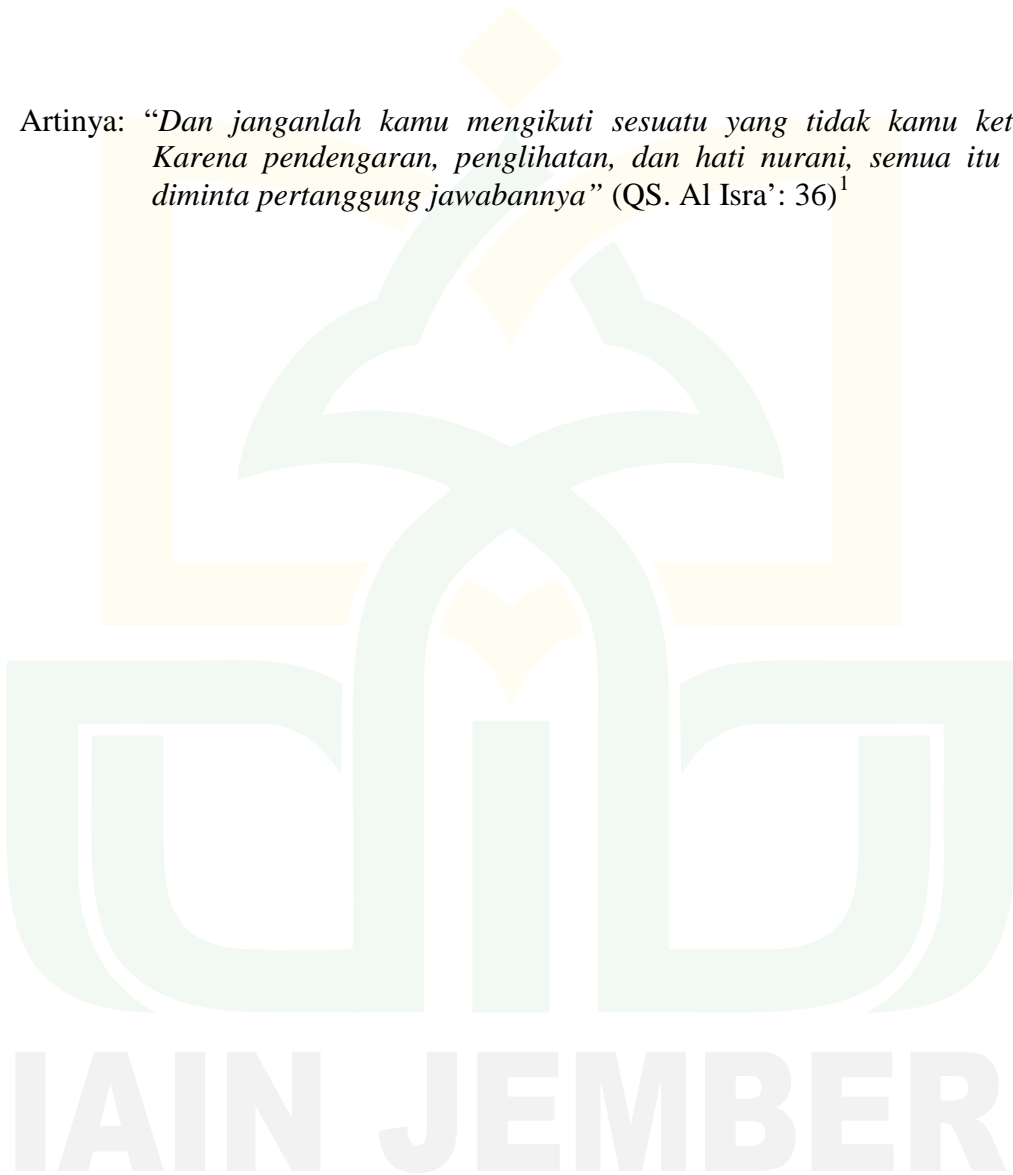 Artinya: “Dan janganlah kamu mengikuti sesuatu yang tidak kamu ket
Karena pendengaran, penglihatan, dan hati nurani, semua itu
diminta pertanggung jawabannya” (QS. Al Isra’: 36)1
IAIN JEMBER